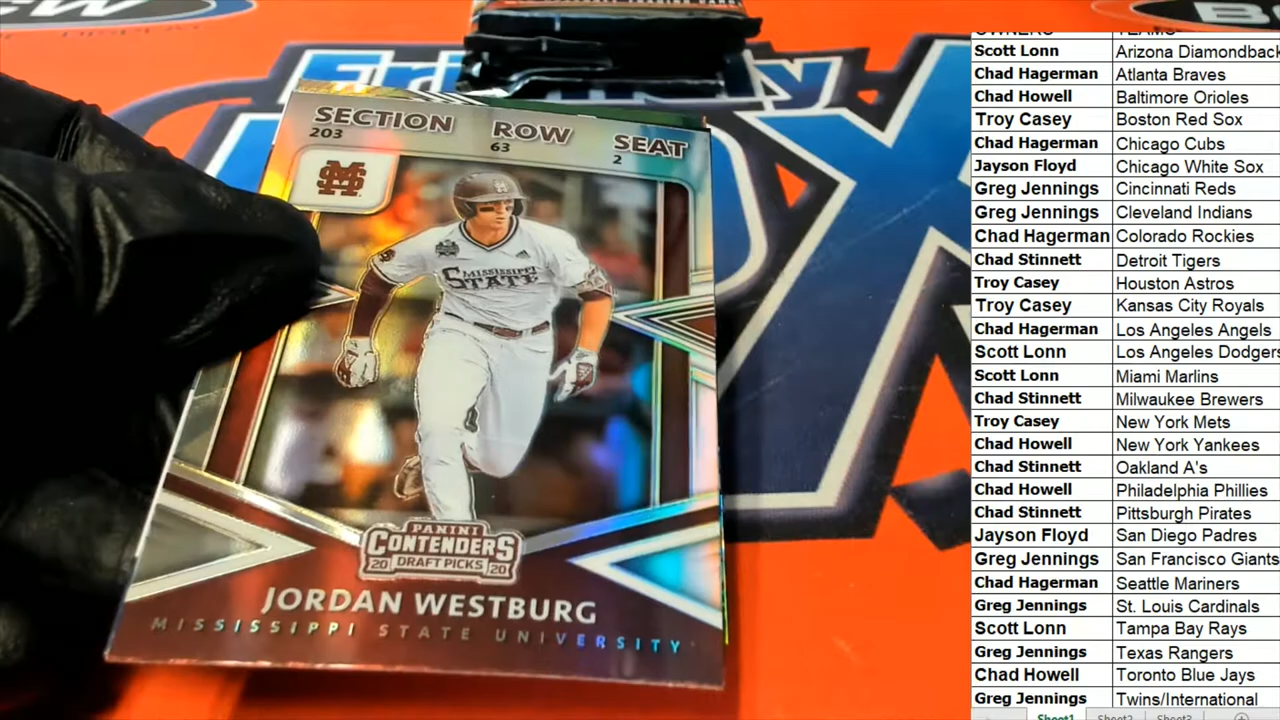 SECTION ROW SEAT
203 63 2
MISSISSIPPI
STATE
PANINI
CONTENDERS
20 DRAFT PICKS 20
JORDAN WESTBURG
MISSISSIPPI STATE UNIVERSITY
OWNERS TEAMS
Scott Lonn Arizona Diamondback
Chad Hagerman Atlanta Braves
Chad Howell Baltimore Orioles
Troy Casey Boston Red Sox
Chad Hagerman Chicago Cubs
Jayson Floyd Chicago White Sox
Greg Jennings Cincinnati Reds
Greg Jennings Cleveland Indians
Chad Hagerman Colorado Rockies
Chad Stinnett Detroit Tigers
Troy Casey Houston Astros
Troy Casey Kansas City Royals
Chad Hagerman Los Angeles Angels
Scott Lonn Los Angeles Dodgers
Scott Lonn Miami Marlins
Chad Stinnett Milwaukee Brewers
Troy Casey New York Mets
Chad Howell New York Yankees
Chad Stinnett Oakland A's
Chad Howell Philadelphia Phillies
Chad Stinnett Pittsburgh Pirates
Jayson Floyd San Diego Padres
Greg Jennings San Francisco Giants
Chad Hagerman Seattle Mariners
Greg Jennings St. Louis Cardinals
Scott Lonn Tampa Bay Rays
Greg Jennings Texas Rangers
Chad Howell Toronto Blue Jays
Greg Jennings Twins/International
Sheet1 Sheet2 Sheet3